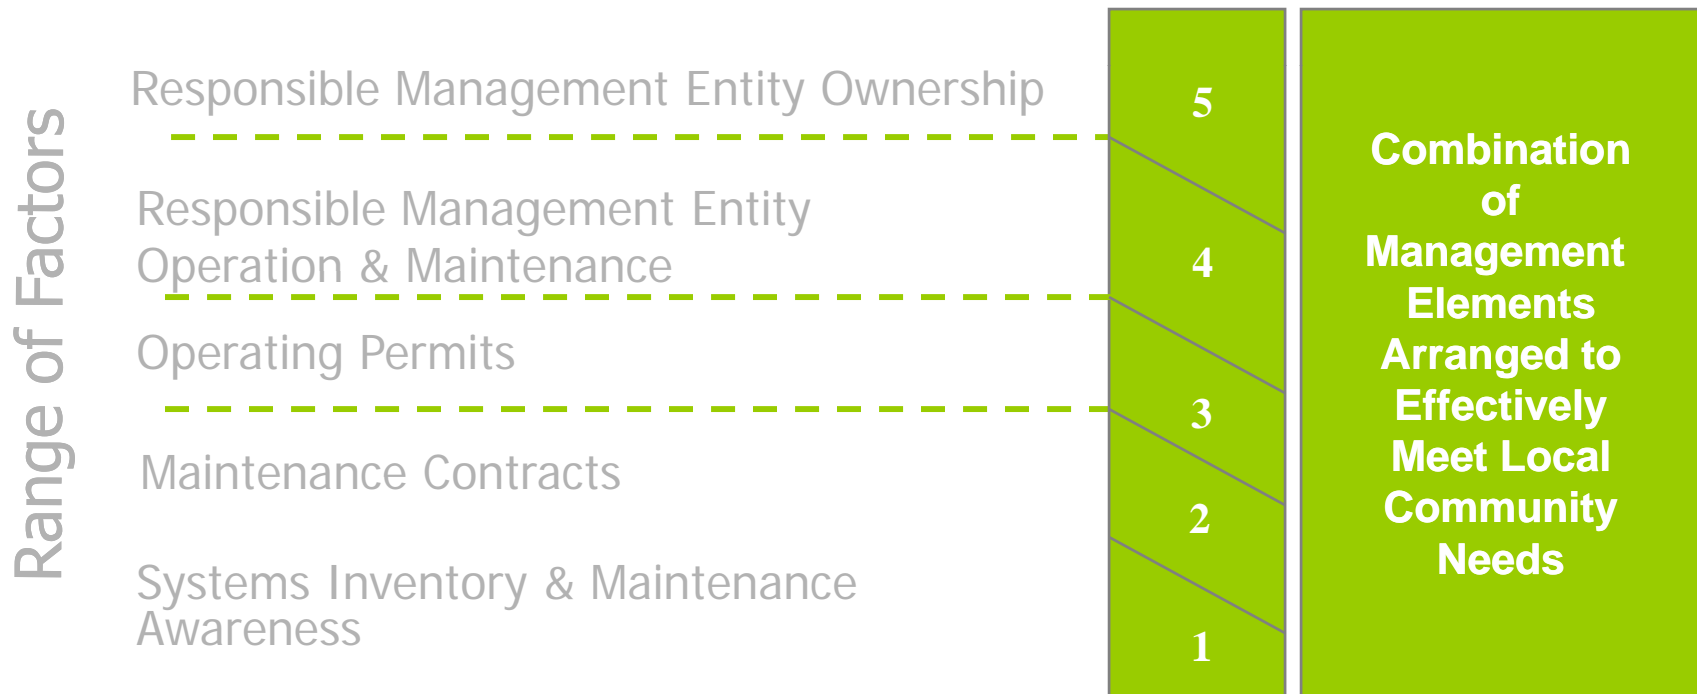 Range of Factors
Responsible Management Entity Ownership
5
Responsible Management Entity
Operation & Maintenance
4
Operating Permits
3
Maintenance Contracts
2
Systems Inventory & Maintenance
Awareness
1
Combination
of
Management
Elements
Arranged to
Effectively
Meet Local
Community
Needs